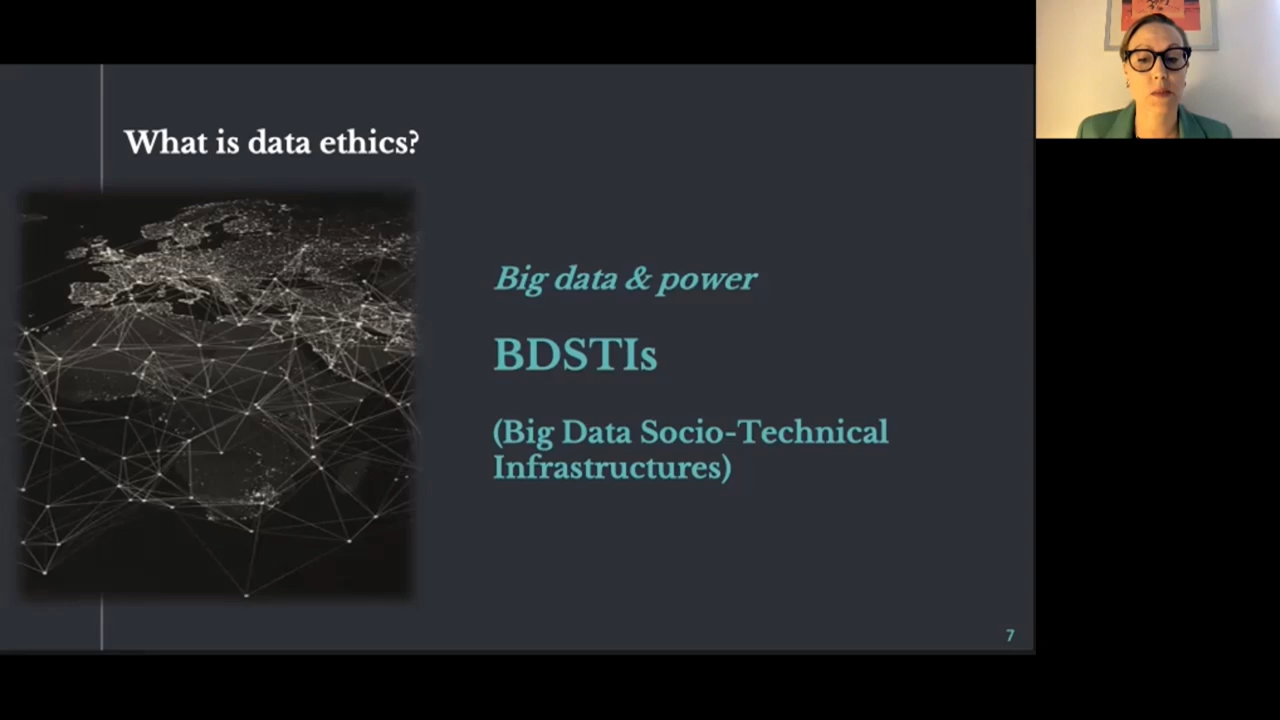 What is data ethics?
Big data & power
BDSTIs
(Big Data Socio-Technical
Infrastructures)
7